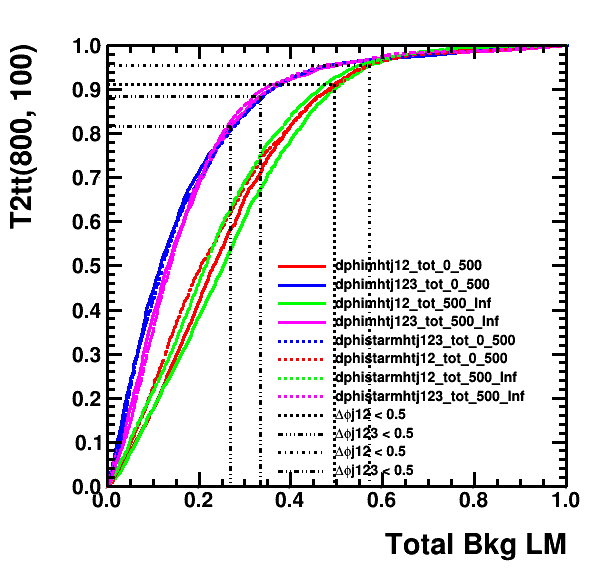 T2tt(800, 100)
1.0
0.9
0.8
0.7
0.6
0.5
0.4
0.3
0.2
0.1
0.0
dphimhtj12_tot_0_500
dphimhtj123_tot_0_500
dphimhtj12_tot_500_Inf
dphimhtj123_tot_500_Inf
dphistarmhtj123_tot_0_500
dphistarmhtj12_tot_0_500
dphistarmhtj12_tot_500_Inf
dphistarmhtj123_tot_500_Inf
Δϕj12 < 0.5
Δϕj123 < 0.5
Δϕj12 < 0.5
Δϕj123 < 0.5
0.0 0.2 0.4 0.6 0.8 1.0
Total Bkg LM